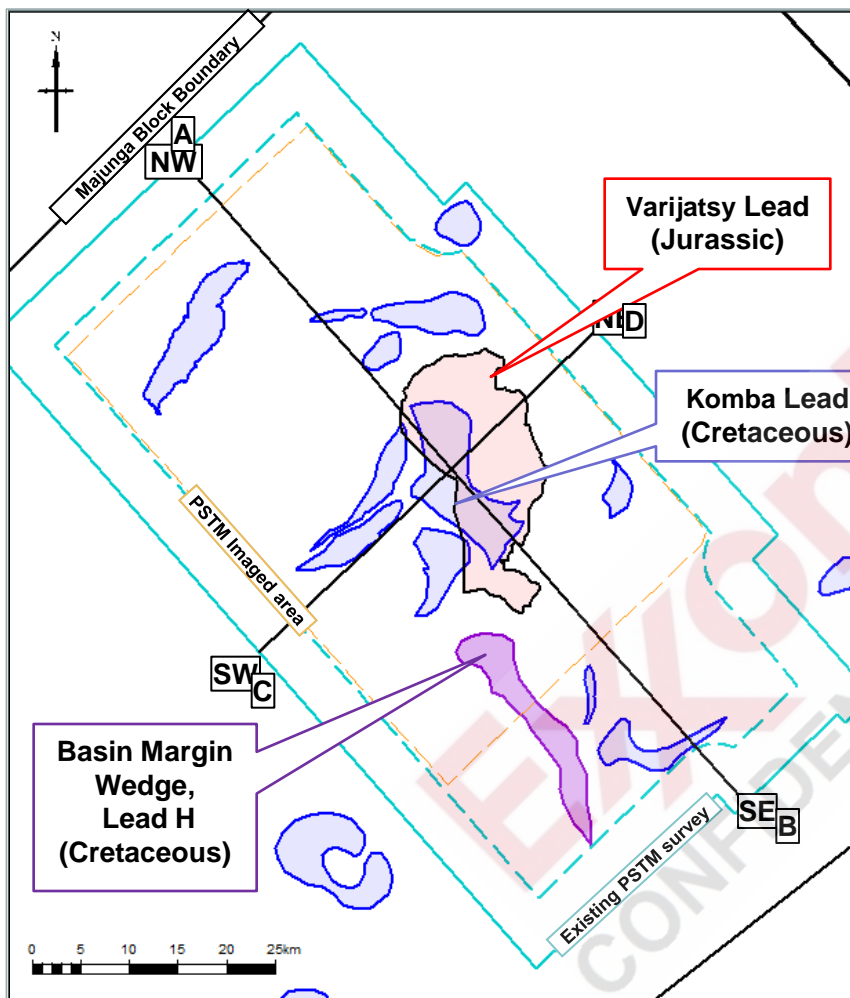 N
Majunga Block Boundary
A
NW
Varijatsy Lead
(Jurassic)
D
Komba Lead
(Cretaceous)
PSTM Imaged area
SW
C
Basin Margin
Wedge,
Lead H
(Cretaceous)
SE
B
Existing PSTM survey
0 5 10 15 20 25km